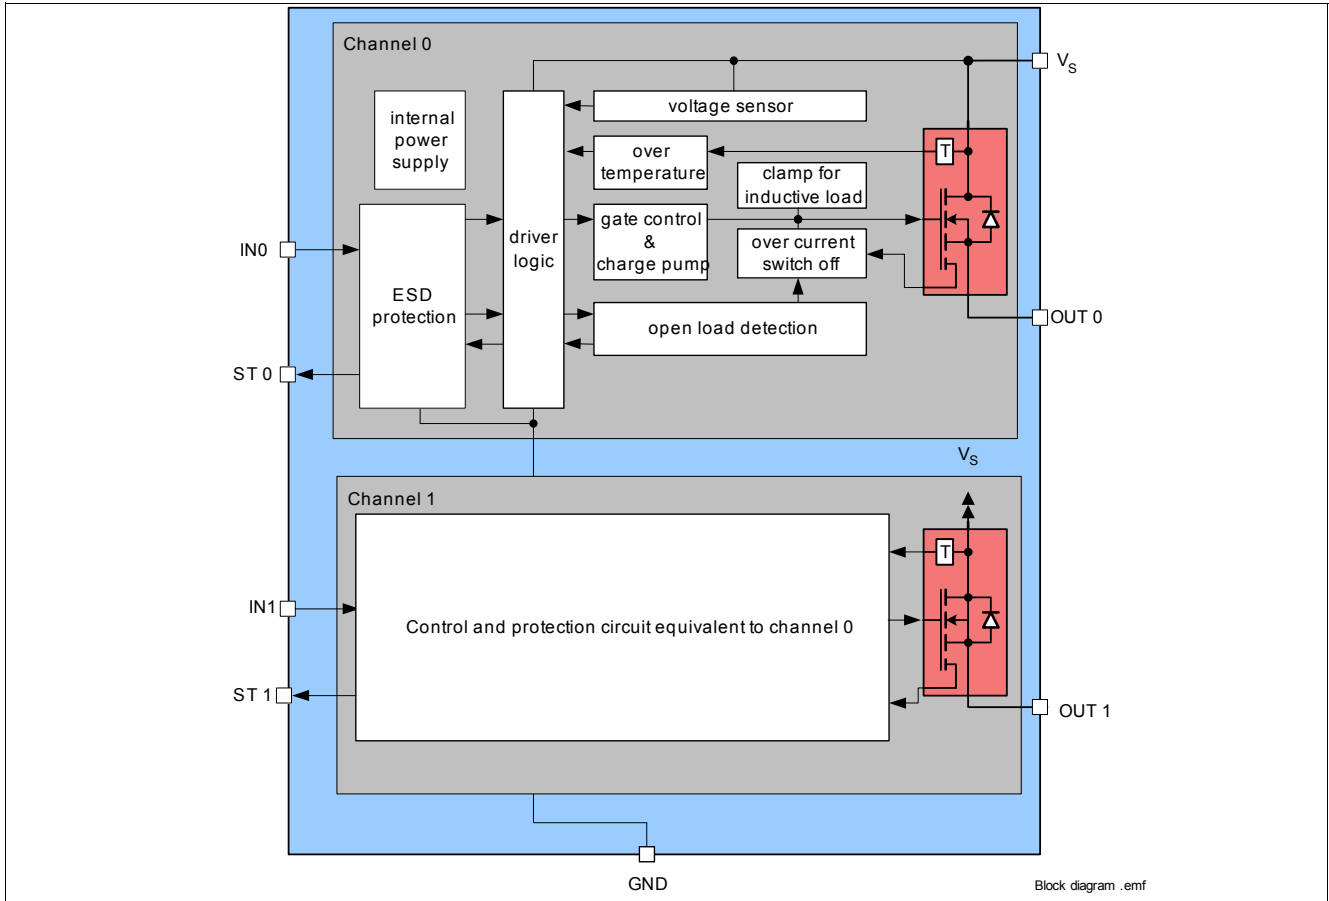 Channel 0
V_S
internal
power
supply
voltage sensor
over
temperature
T
clamp for
inductive load
IN0
ESD
protection
driver
logic
gate control
&
charge pump
over current
switch off
open load detection
OUT 0
ST 0
V_S
Channel 1
T
IN1
Control and protection circuit equivalent to channel 0
ST 1
OUT 1
GND
Block diagram .emf